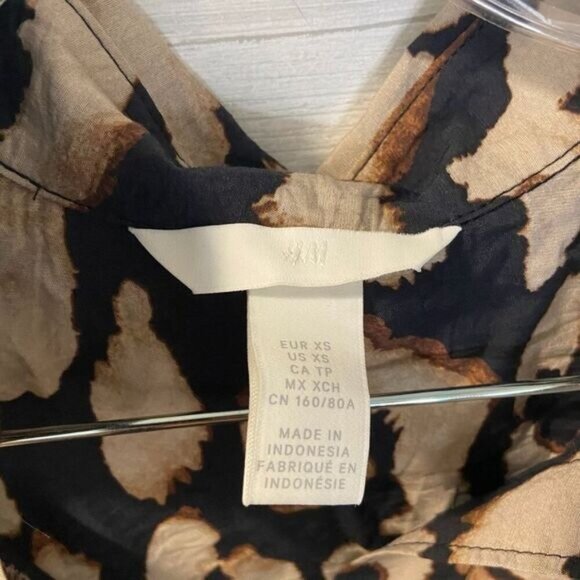 H&M
EUR XS
US XS
CA TP
MX XCH
CN 160/80A
MADE IN
INDONESIA
FABRIQUÉ EN
INDONÉSIE